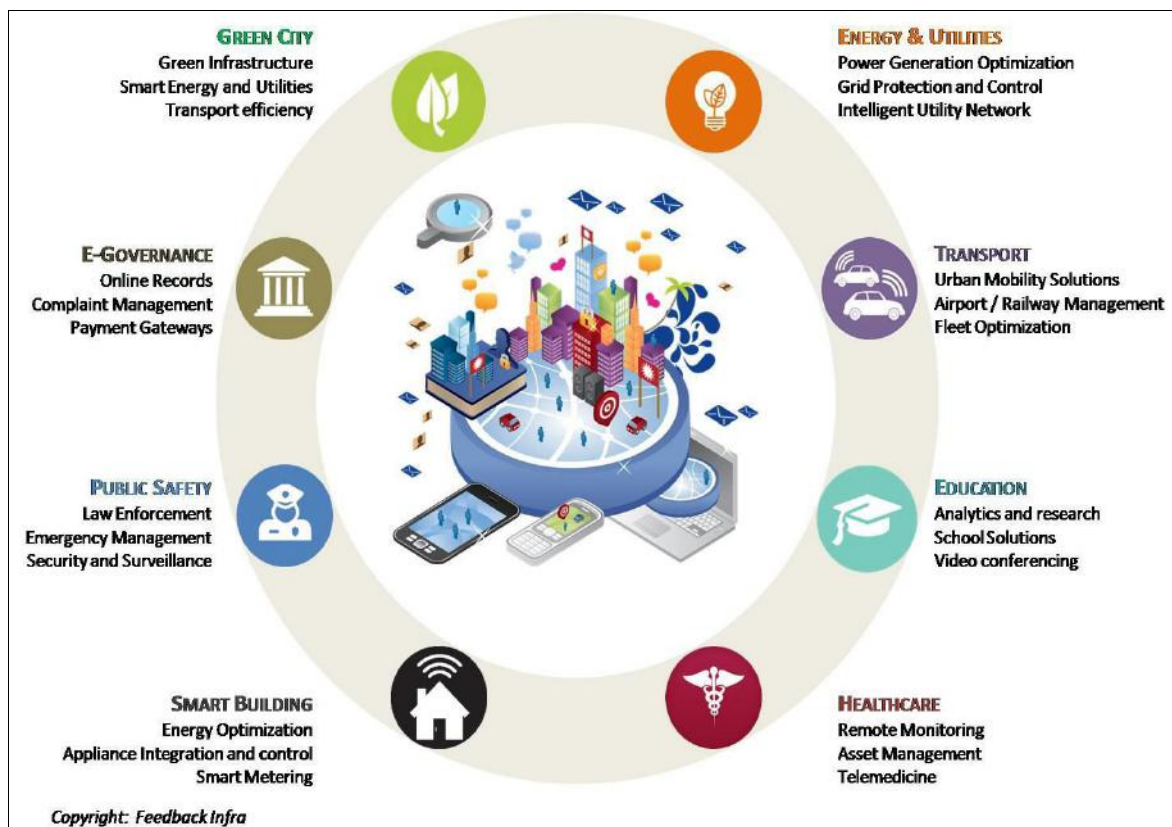 GREEN CITY
Green Infrastructure
Smart Energy and Utilities
Transport efficiency
ENERGY & UTILITIES
Power Generation Optimization
Grid Protection and Control
Intelligent Utility Network
E-GOVERNANCE
Online Records
Complaint Management
Payment Gateways
TRANSPORT
Urban Mobility Solutions
Airport / Railway Management
Fleet Optimization
PUBLIC SAFETY
Law Enforcement
Emergency Management
Security and Surveillance
EDUCATION
Analytics and research
School Solutions
Video conferencing
SMART BUILDING
Energy Optimization
Appliance Integration and control
Smart Metering
HEALTHCARE
Remote Monitoring
Asset Management
Telemedicine
Copyright: Feedback Infra